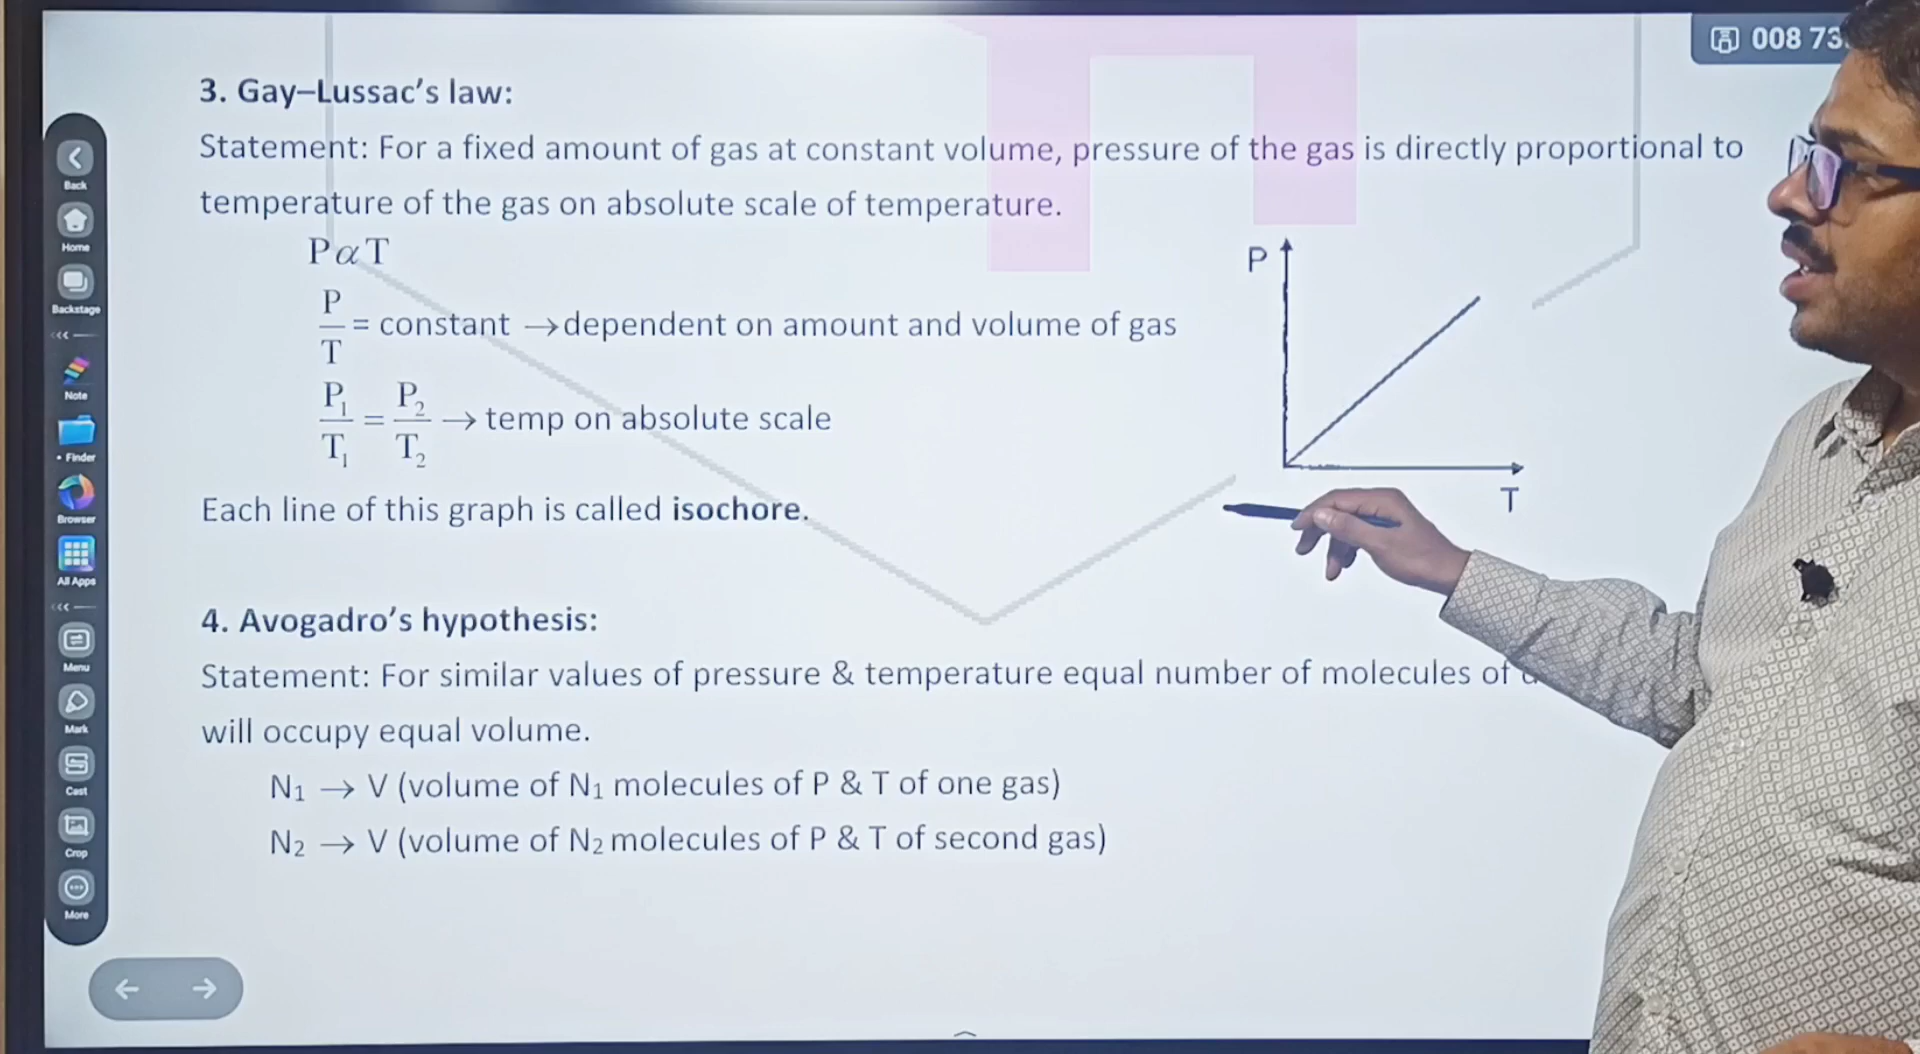 008 73
3. Gay–Lussac’s law:
Statement: For a fixed amount of gas at constant volume, pressure of the gas is directly proportional to
temperature of the gas on absolute scale of temperature.
P α T
P/T = constant → dependent on amount and volume of gas
P₁/T₁ = P₂/T₂ → temp on absolute scale
P
T
Each line of this graph is called isochore.
4. Avogadro’s hypothesis:
Statement: For similar values of pressure & temperature equal number of molecules of
will occupy equal volume.
N₁ → V (volume of N₁ molecules of P & T of one gas)
N₂ → V (volume of N₂ molecules of P & T of second gas)
Back
Home
Backstage
Note
• Finder
Browser
All Apps
Menu
Mark
Cast
Crop
More